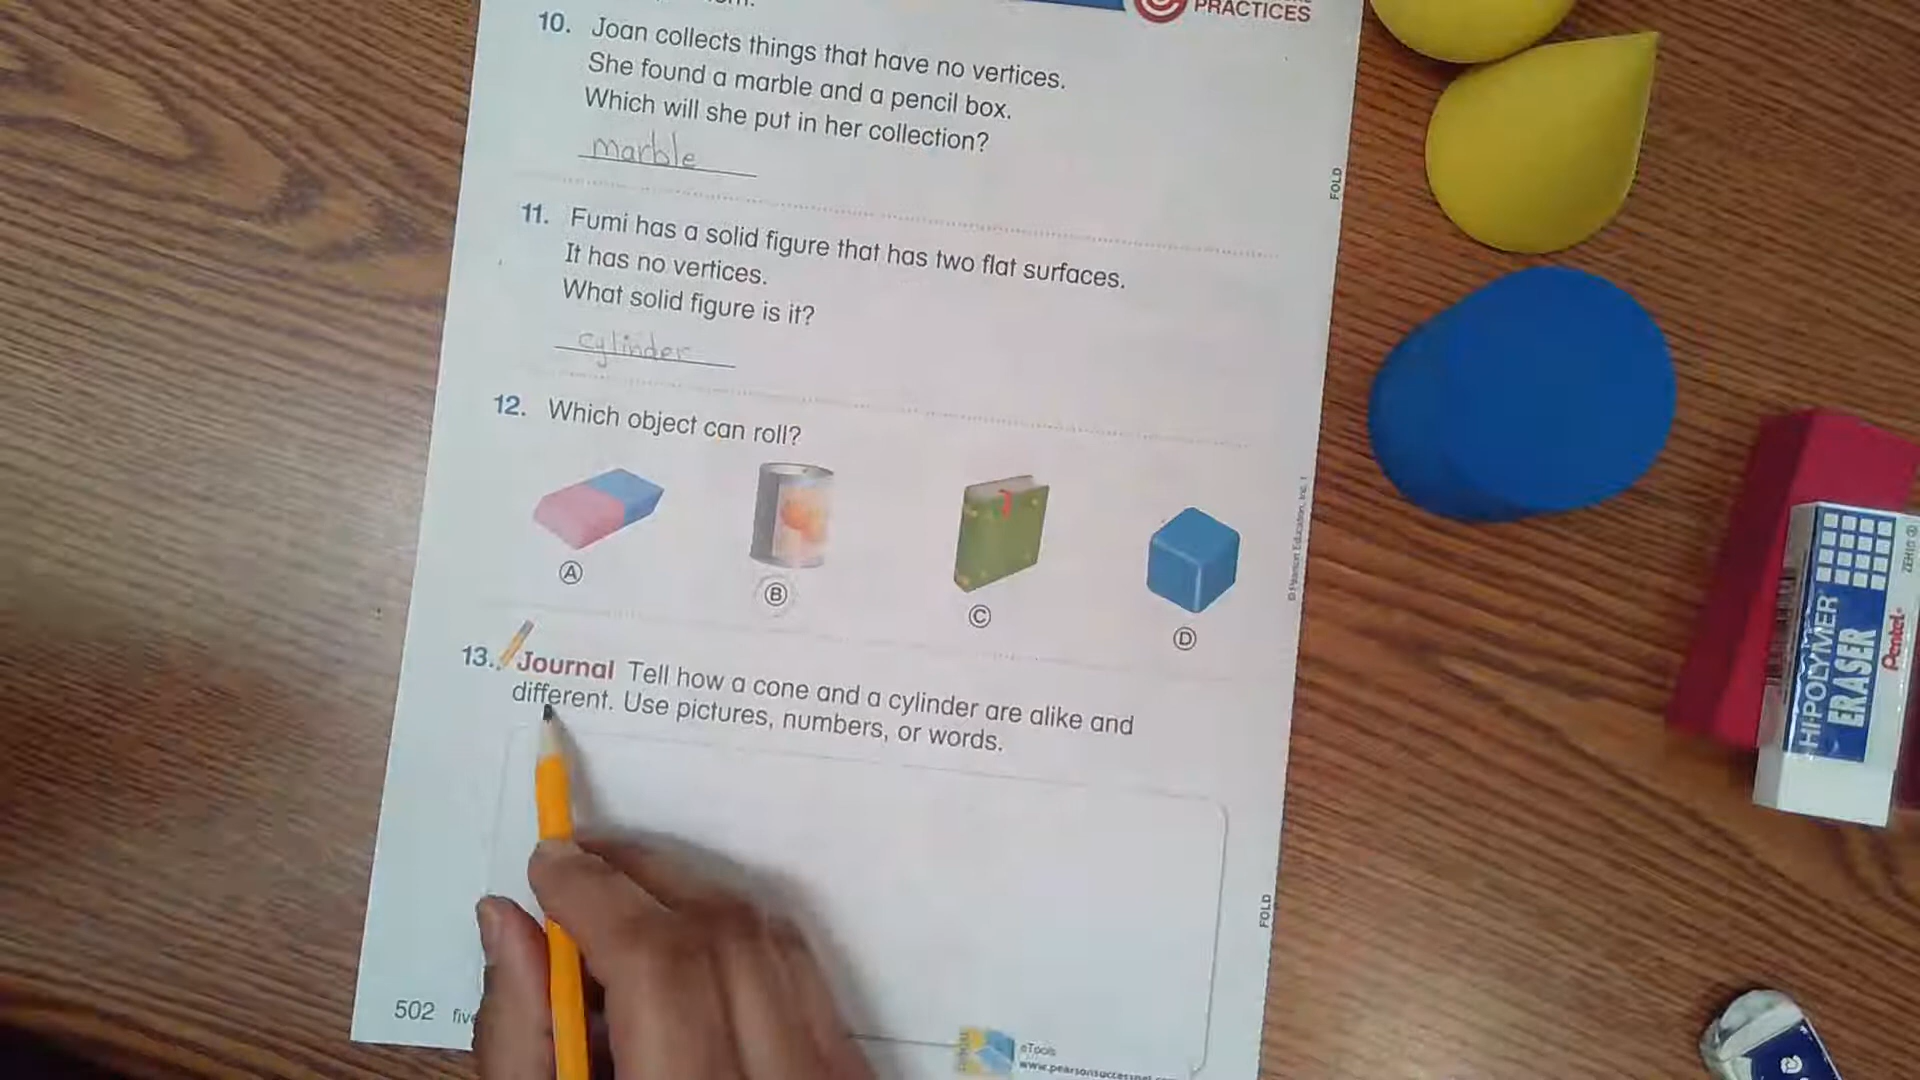 PRACTICES
10. Joan collects things that have no vertices.
She found a marble and a pencil box.
Which will she put in her collection?
marble
11. Fumi has a solid figure that has two flat surfaces.
It has no vertices.
What solid figure is it?
cylinder
12. Which object can roll?
A
B
C
D
13. Journal Tell how a cone and a cylinder are alike and
different. Use pictures, numbers, or words.
502
eTools
FOLD
FOLD
© Pearson Education, Inc.
HI-POLYMER
ERASER
Pentel